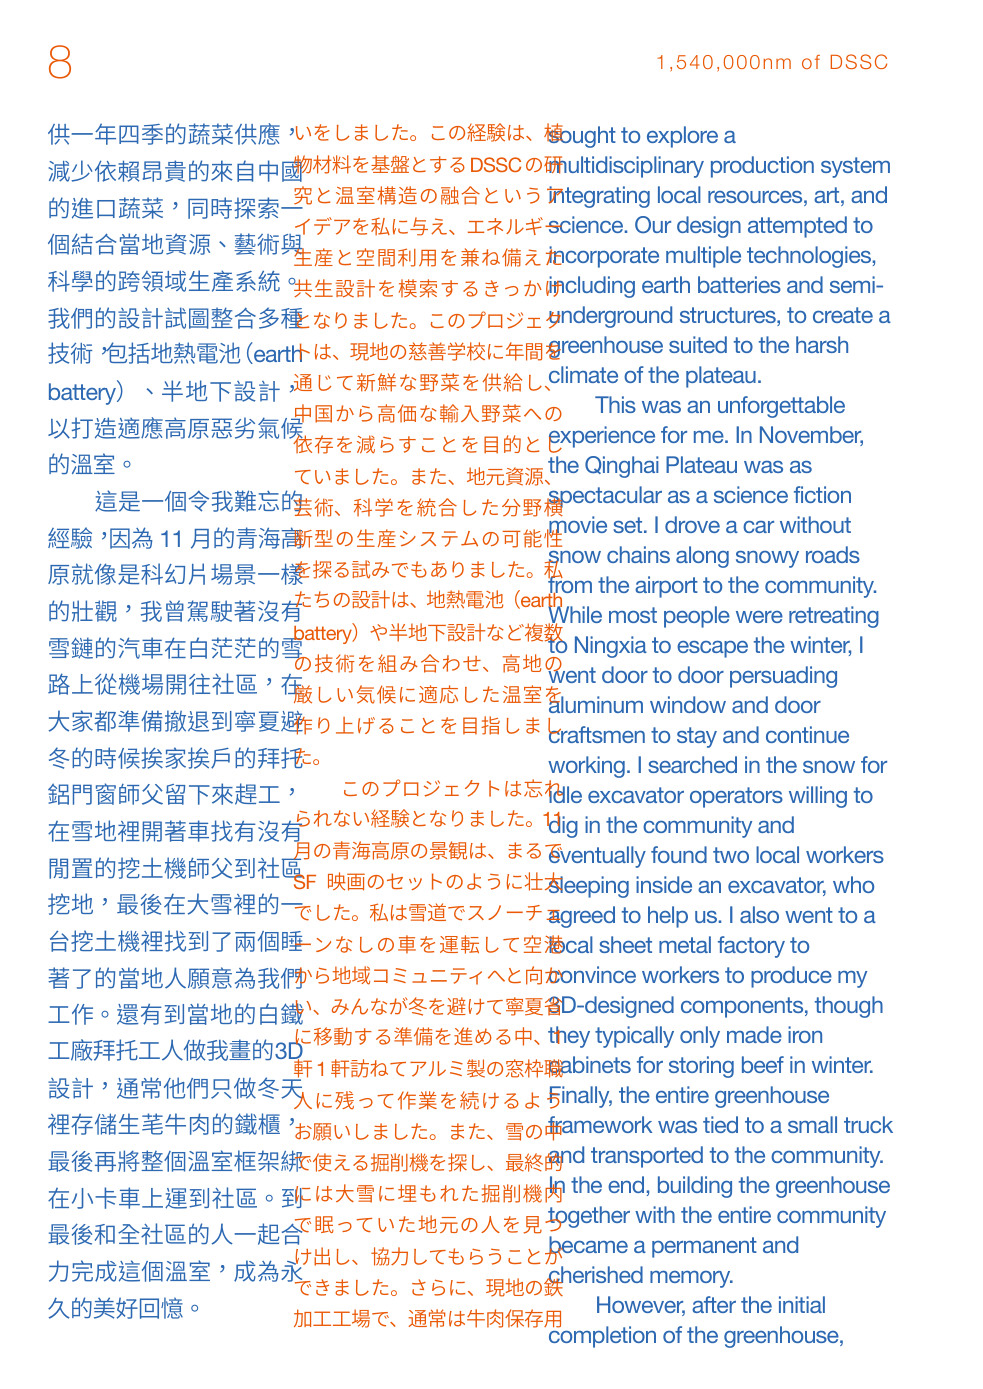 8
1,540,000nm of DSSC
供一年四季的蔬菜供應，
減少依賴昂貴的來自中國
的進口蔬菜，同時探索一
個結合當地資源、藝術與
科學的跨領域生產系統。
我們的設計試圖整合多種
技術，包括地熱電池（earth
battery）、半地下設計，
以打造適應高原惡劣氣候
的溫室。
這是一個令我難忘的
經驗，因為 11 月的青海高
原就像是科幻片場景一樣
的壯觀，我曾駕駛著沒有
雪鏈的汽車在白茫茫的雪
路上從機場開往社區，在
大家都準備撤退到寧夏避
冬的時候挨家挨戶的拜托
鋁門窗師父留下來趕工，
在雪地裡開著車找有沒有
閒置的挖土機師父到社區
挖地，最後在大雪裡的一
台挖土機裡找到了兩個睡
著了的當地人願意為我們
工作。還有到當地的白鐵
工廠拜托工人做我畫的3D
設計，通常他們只做冬天
裡存儲生芼牛肉的鐵櫃，
最後再將整個溫室框架綁
在小卡車上運到社區。到
最後和全社區的人一起合
力完成這個溫室，成為永
久的美好回憶。
いをしました。この経験は、植
物材料を基盤とするDSSCの研
究と温室構造の融合というア
イデアを私に与え、エネルギー
生産と空間利用を兼ね備えた
共生設計を模索するきっかけ
となりました。このプロジェク
トは、現地の慈善学校に年間を
通じて新鮮な野菜を供給し、
中国から高価な輸入野菜への
依存を減らすことを目的とし
ていました。また、地元資源、
芸術、科学を統合した分野横
断型の生産システムの可能性
を探る試みでもありました。私
たちの設計は、地熱電池（earth
battery）や半地下設計など複数
の技術を組み合わせ、高地の
厳しい気候に適応した温室を
作り上げることを目指しまし
た。
このプロジェクトは忘れ
られない経験となりました。11
月の青海高原の景観は、まるで
SF 映画のセットのように壮大
でした。私は雪道でスノーチェ
ーンなしの車を運転して空港
から地域コミュニティへと向か
い、みんなが冬を避けて寧夏省
に移動する準備を進める中、1
軒 1 軒訪ねてアルミ製の窓枠職
人に残って作業を続けるよう
お願いしました。また、雪の中
で使える掘削機を探し、最終的
には大雪に埋もれた掘削機内
で眠っていた地元の人を見つ
け出し、協力してもらうことが
できました。さらに、現地の鉄
加工工場で、通常は牛肉保存用
sought to explore a
multidisciplinary production system
integrating local resources, art, and
science. Our design attempted to
incorporate multiple technologies,
including earth batteries and semi-
underground structures, to create a
greenhouse suited to the harsh
climate of the plateau.
This was an unforgettable
experience for me. In November,
the Qinghai Plateau was as
spectacular as a science fiction
movie set. I drove a car without
snow chains along snowy roads
from the airport to the community.
While most people were retreating
to Ningxia to escape the winter, I
went door to door persuading
aluminum window and door
craftsmen to stay and continue
working. I searched in the snow for
idle excavator operators willing to
dig in the community and
eventually found two local workers
sleeping inside an excavator, who
agreed to help us. I also went to a
local sheet metal factory to
convince workers to produce my
3D-designed components, though
they typically only made iron
cabinets for storing beef in winter.
Finally, the entire greenhouse
framework was tied to a small truck
and transported to the community.
In the end, building the greenhouse
together with the entire community
became a permanent and
cherished memory.
However, after the initial
completion of the greenhouse,